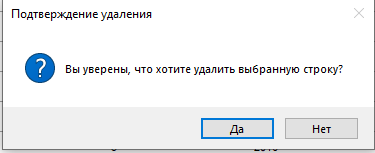 Подтверждение удаления
Вы уверены, что хотите удалить выбранную строку?
Да
Нет